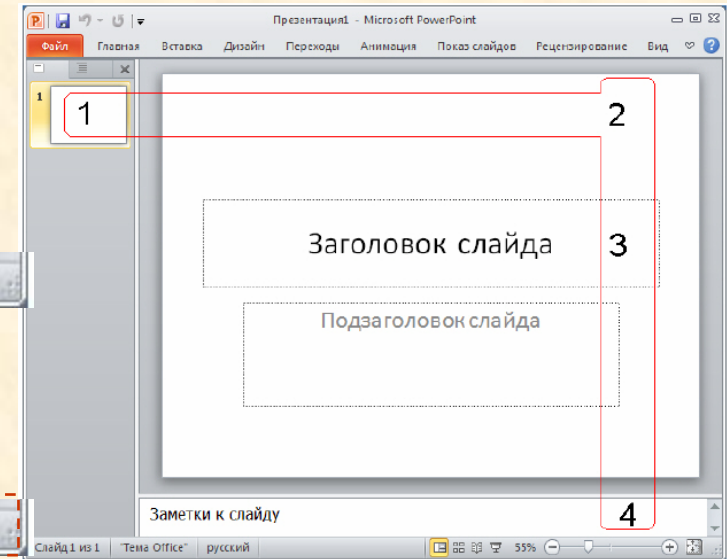 Презентация1 - Microsoft PowerPoint
Файл Главная Вставка Дизайн Переходы Анимация Показ слайдов Рецензирование Вид
1
1
2
Заголовок слайда
3
Подзаголовок слайда
Заметки к слайду
4
Слайд 1 из 1 "Тема Office" русский 55%